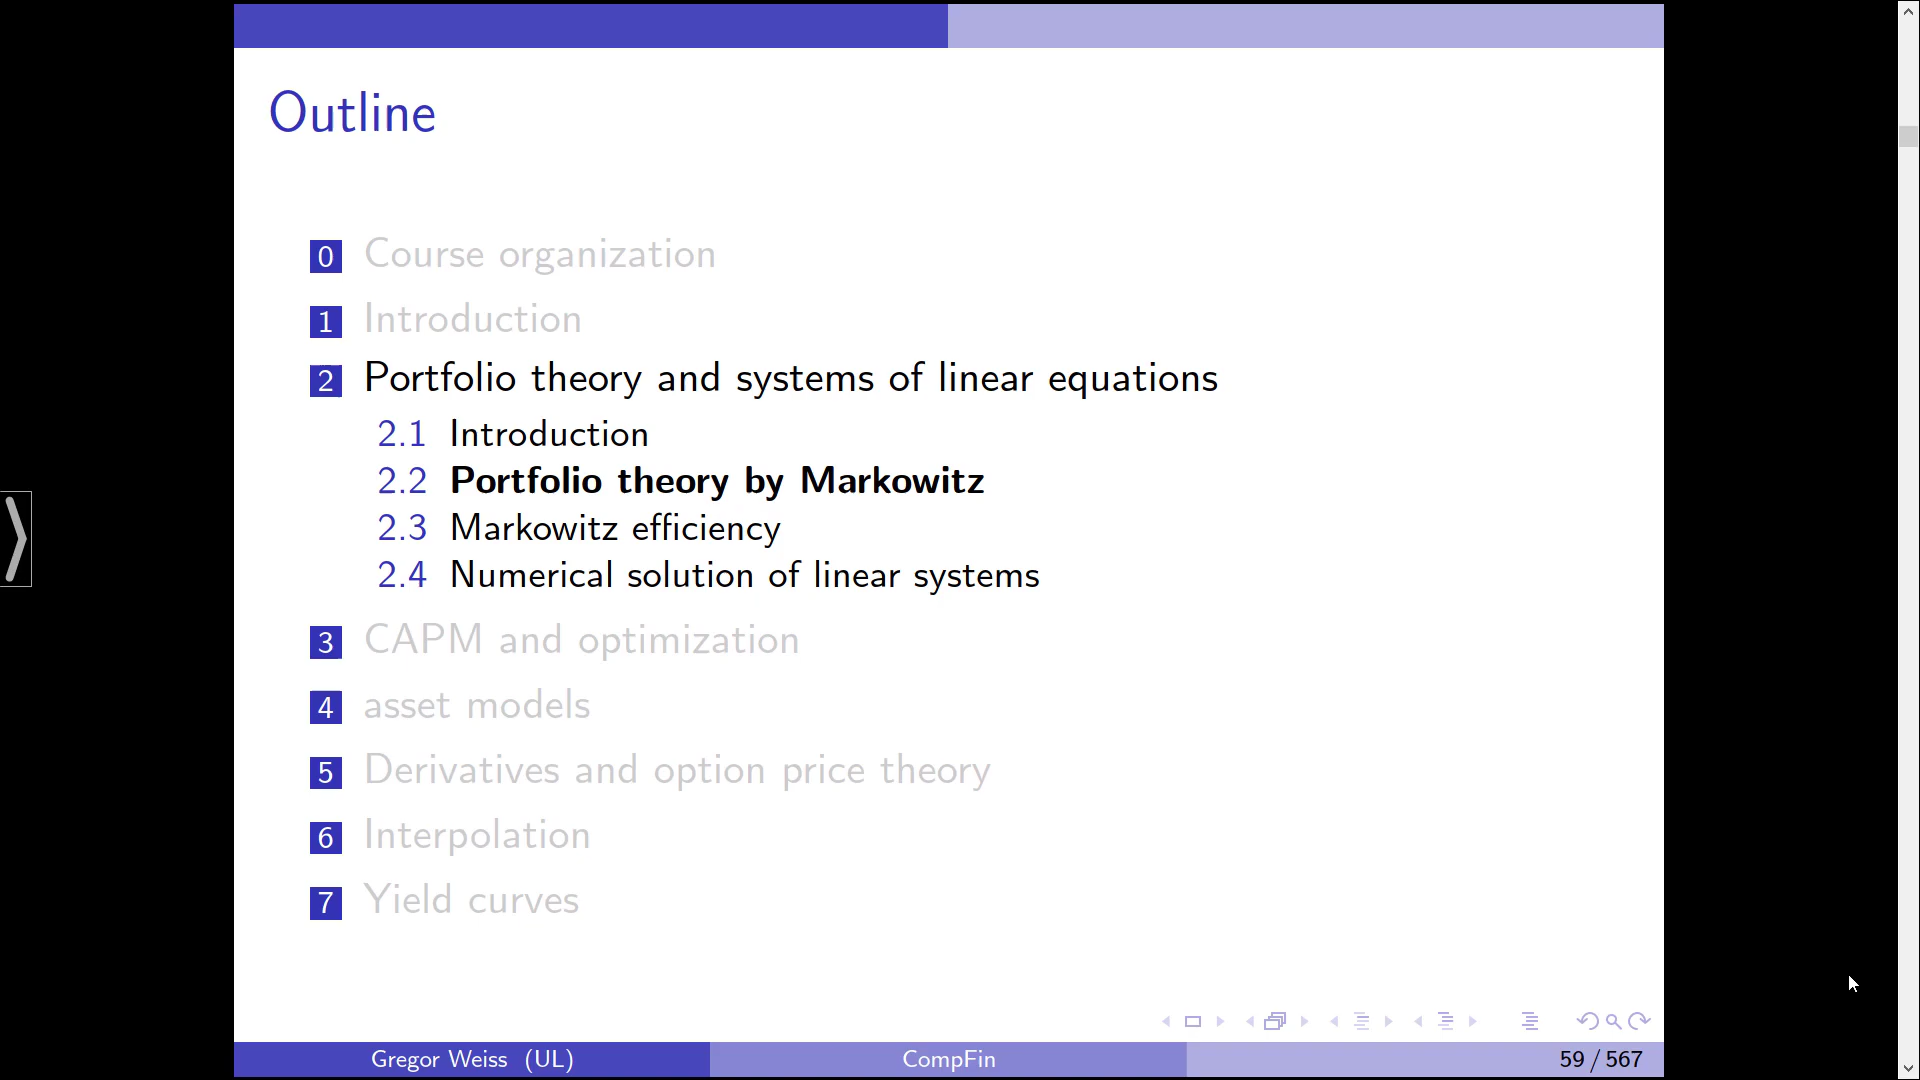 Outline
0 Course organization
1 Introduction
2 Portfolio theory and systems of linear equations
2.1 Introduction
2.2 Portfolio theory by Markowitz
2.3 Markowitz efficiency
2.4 Numerical solution of linear systems
3 CAPM and optimization
4 asset models
5 Derivatives and option price theory
6 Interpolation
7 Yield curves
Gregor Weiss (UL) CompFin 59 / 567